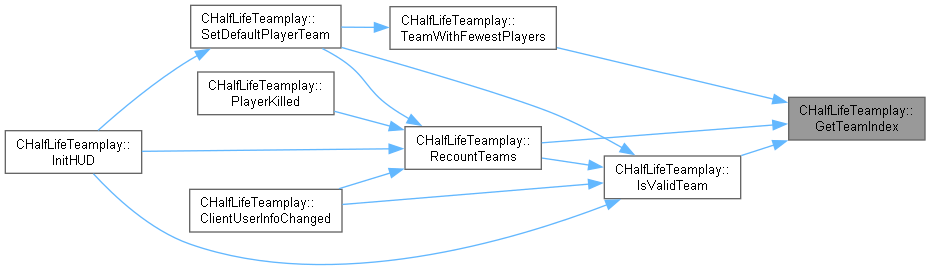 CHalfLifeTeamplay::
SetDefaultPlayerTeam
CHalfLifeTeamplay::
TeamWithFewestPlayers
CHalfLifeTeamplay::
PlayerKilled
CHalfLifeTeamplay::
GetTeamIndex
CHalfLifeTeamplay::
InitHUD
CHalfLifeTeamplay::
RecountTeams
CHalfLifeTeamplay::
IsValidTeam
CHalfLifeTeamplay::
ClientUserInfoChanged